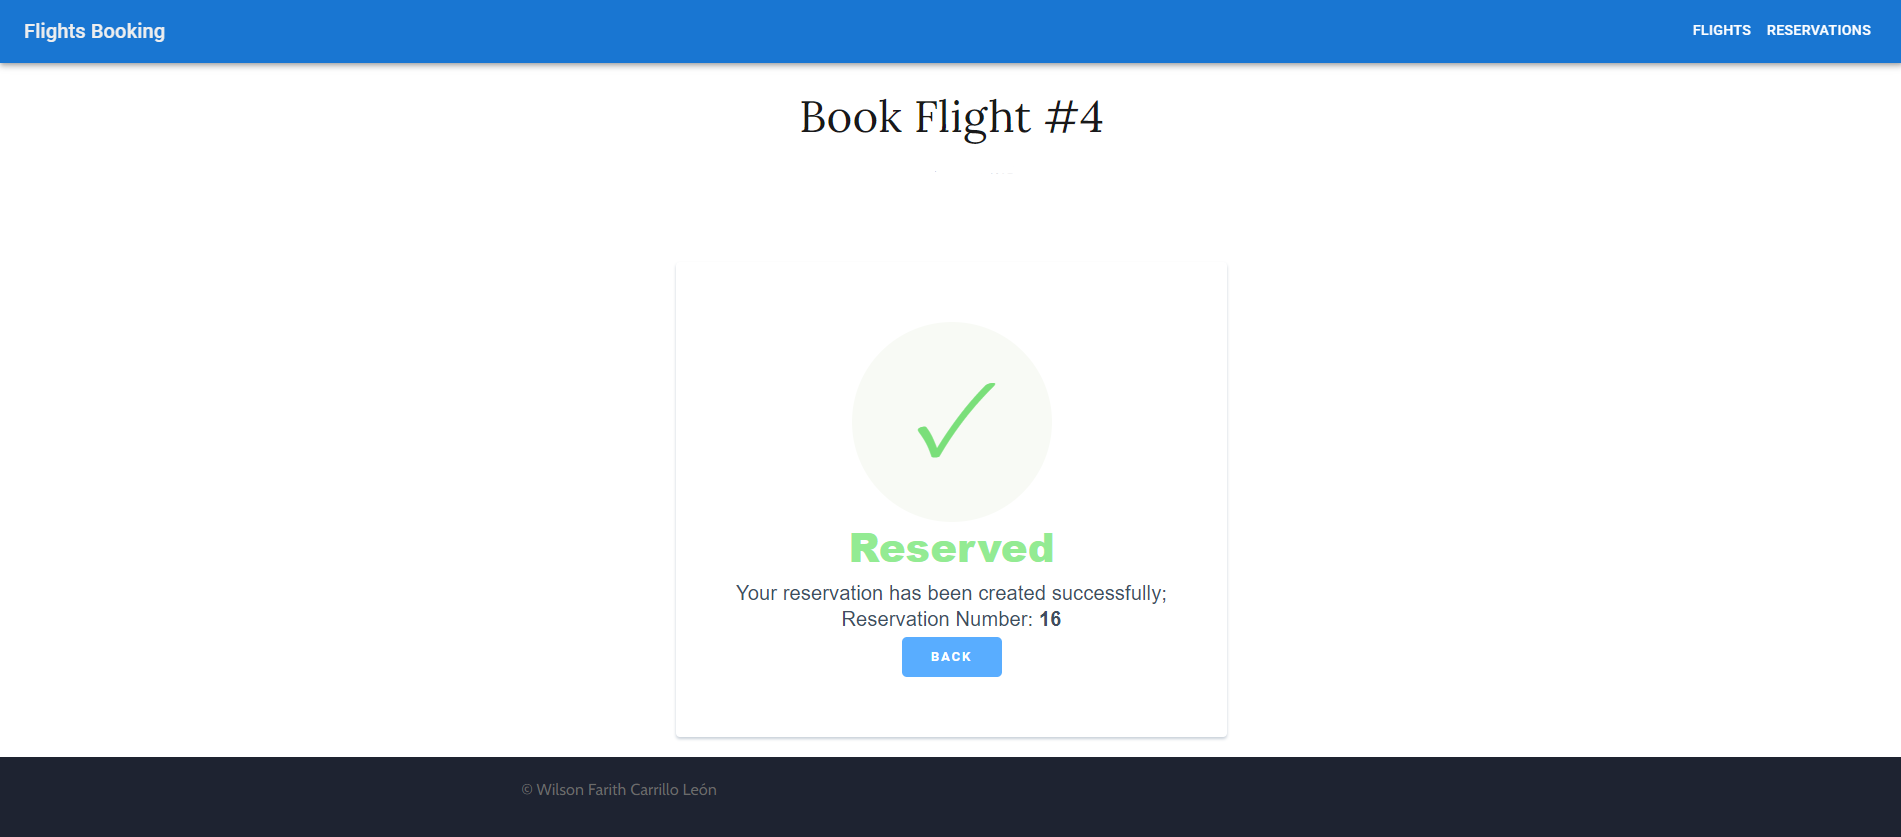 Flights Booking
FLIGHTS RESERVATIONS
Book Flight #4
Reserved
Your reservation has been created successfully;
Reservation Number: 16
BACK
© Wilson Farith Carrillo León